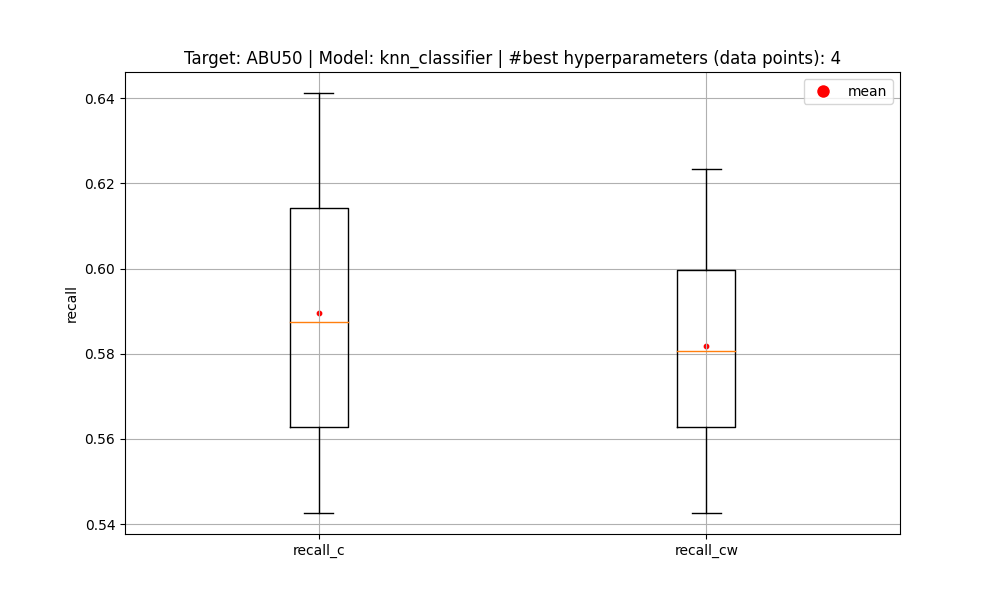 Target: ABU50 | Model: knn_classifier | #best hyperparameters (data points): 4
mean
0.64
0.62
0.60
0.58
0.56
0.54
recall
recall_c
recall_cw